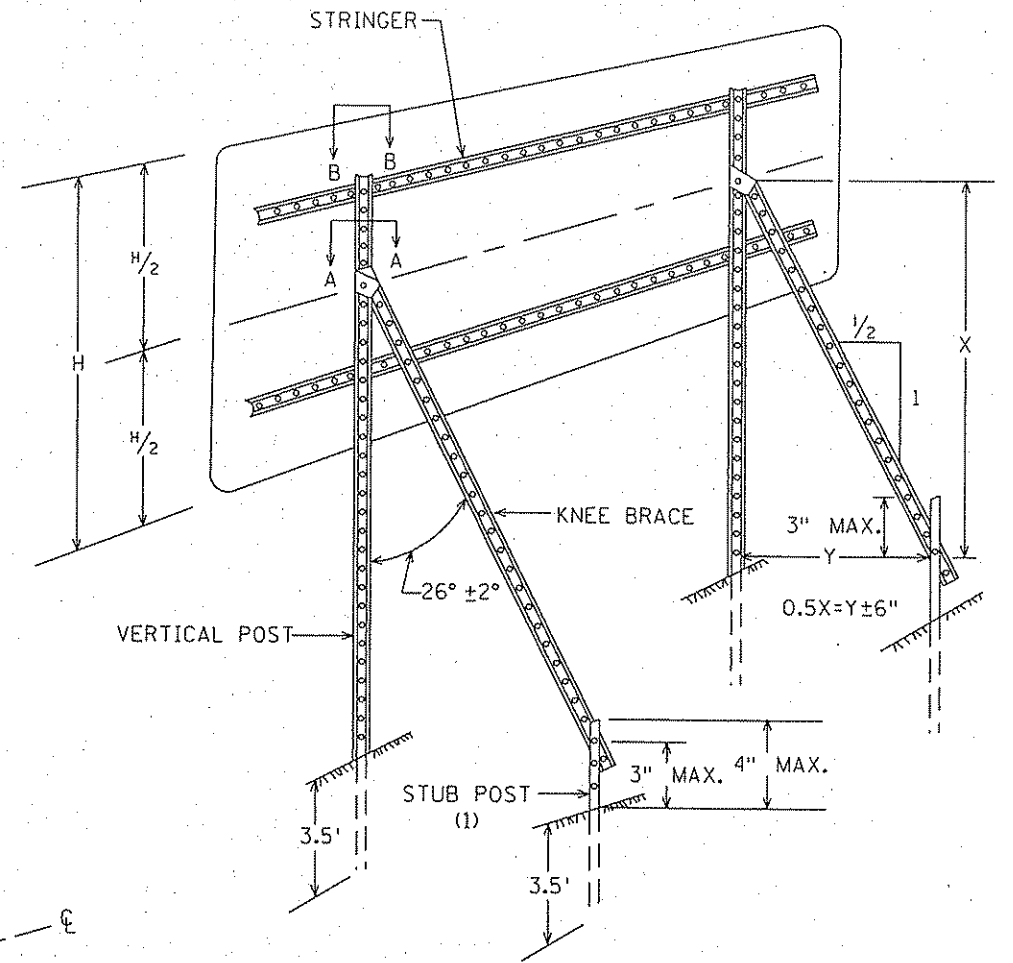 STRINGER
B
B
A
A
H/2
H
H/2
1/2
1
X
KNEE BRACE
3" MAX.
Y
26° ±2°
0.5X=Y±6"
VERTICAL POST
3" MAX.
4" MAX.
STUB POST
(1)
3.5'
3.5'
℄